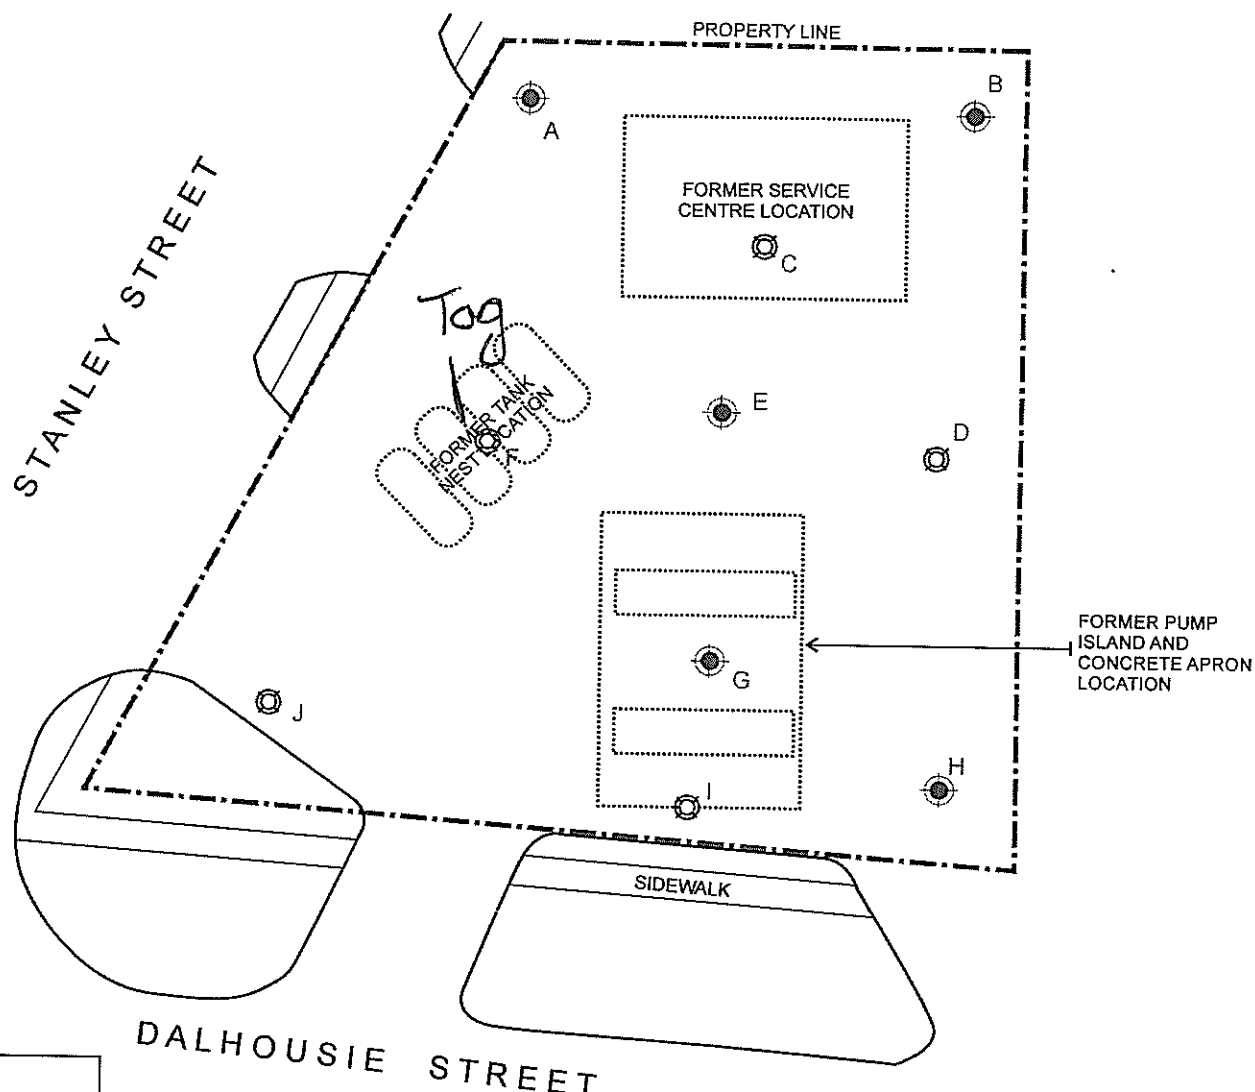 PROPERTY LINE
A
B
STANLEY STREET
FORMER SERVICE
CENTRE LOCATION
C
Tag
FORMER TANK
NEST LOCATION
E
D
F
FORMER PUMP
ISLAND AND
CONCRETE APRON
LOCATION
G
J
H
I
SIDEWALK
DALHOUSIE STREET